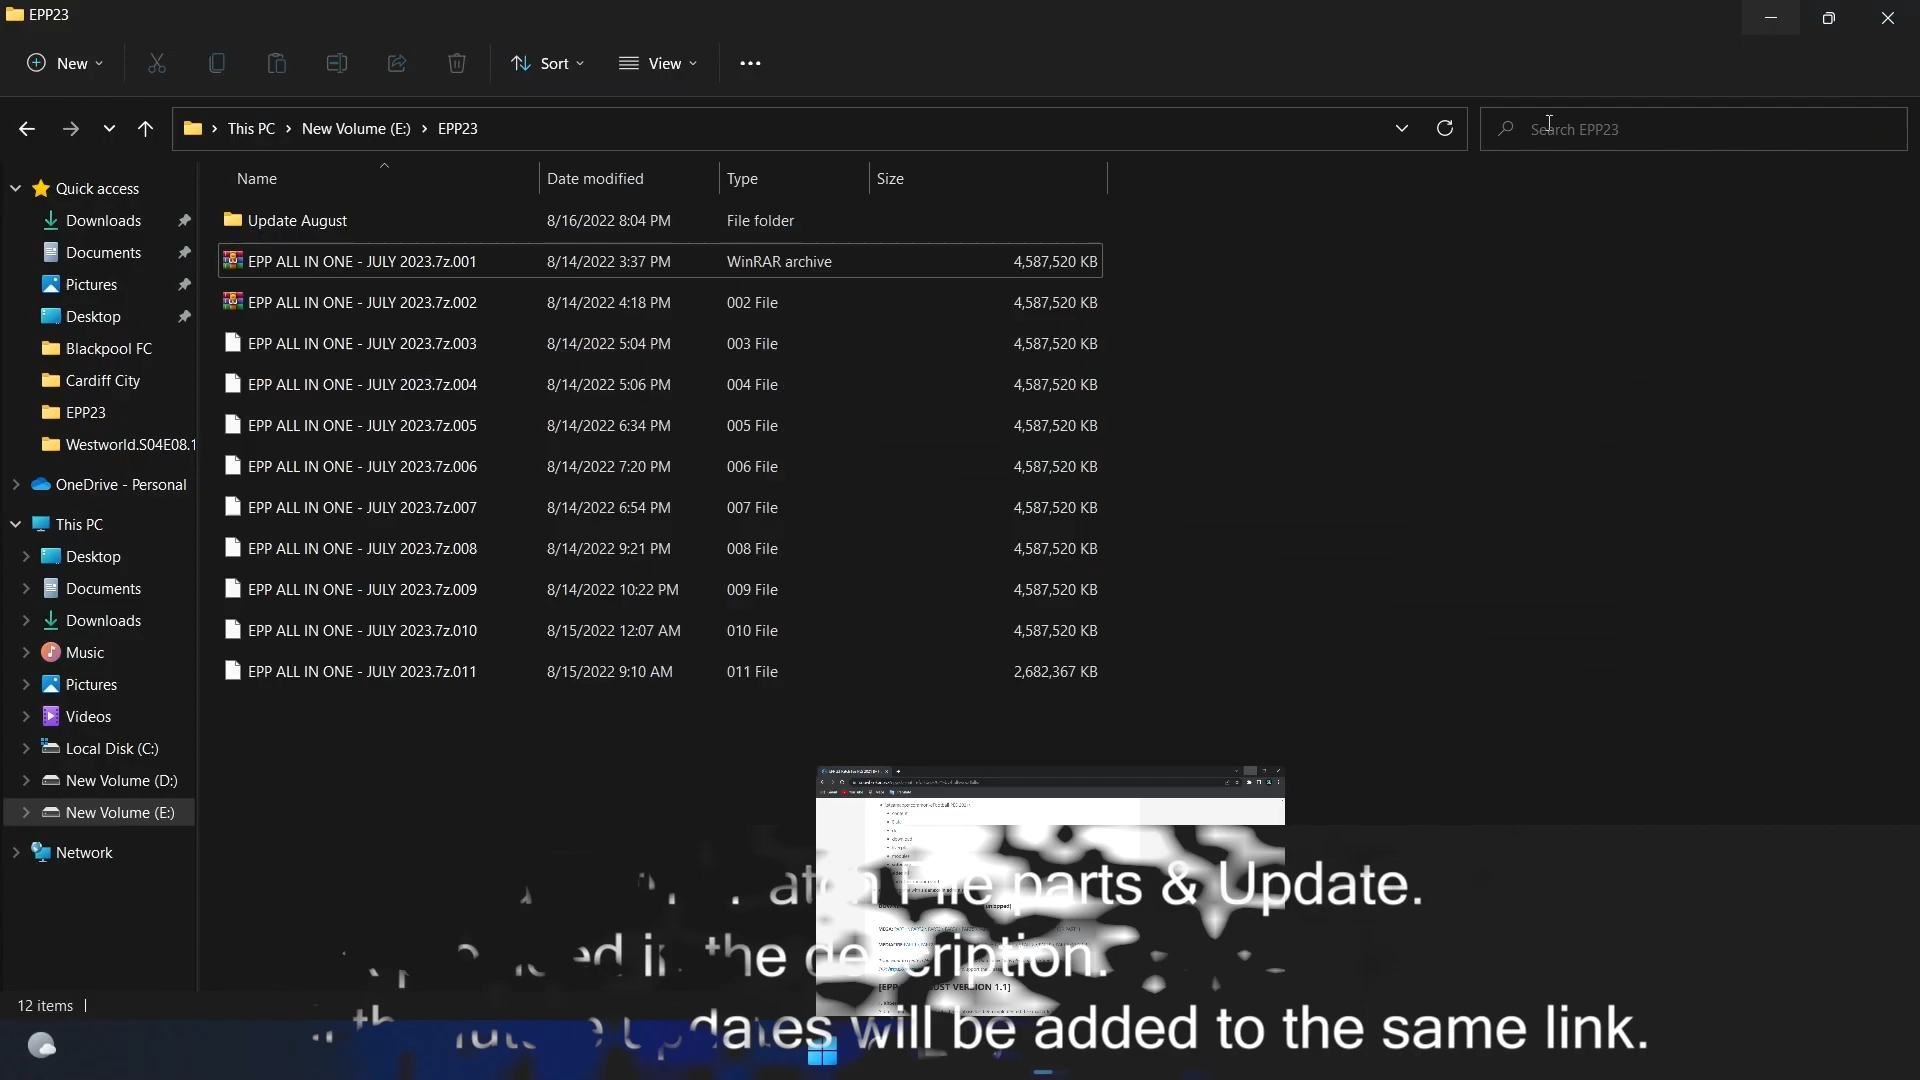 EPP23
New
Sort
View
This PC
New Volume (E:)
EPP23
Search EPP23
Name
Date modified
Type
Size
Update August 8/16/2022 8:04 PM File folder
EPP ALL IN ONE - JULY 2023.7z.001 8/14/2022 3:37 PM WinRAR archive 4,587,520 KB
EPP ALL IN ONE - JULY 2023.7z.002 8/14/2022 4:18 PM 002 File 4,587,520 KB
EPP ALL IN ONE - JULY 2023.7z.003 8/14/2022 5:04 PM 003 File 4,587,520 KB
EPP ALL IN ONE - JULY 2023.7z.004 8/14/2022 5:06 PM 004 File 4,587,520 KB
EPP ALL IN ONE - JULY 2023.7z.005 8/14/2022 6:34 PM 005 File 4,587,520 KB
EPP ALL IN ONE - JULY 2023.7z.006 8/14/2022 7:20 PM 006 File 4,587,520 KB
EPP ALL IN ONE - JULY 2023.7z.007 8/14/2022 6:54 PM 007 File 4,587,520 KB
EPP ALL IN ONE - JULY 2023.7z.008 8/14/2022 9:21 PM 008 File 4,587,520 KB
EPP ALL IN ONE - JULY 2023.7z.009 8/14/2022 10:22 PM 009 File 4,587,520 KB
EPP ALL IN ONE - JULY 2023.7z.010 8/15/2022 12:07 AM 010 File 4,587,520 KB
EPP ALL IN ONE - JULY 2023.7z.011 8/15/2022 9:10 AM 011 File 2,682,367 KB
Quick access
Downloads
Documents
Pictures
Desktop
Blackpool FC
Cardiff City
EPP23
Westworld.S04E08.1
OneDrive - Personal
This PC
Desktop
Documents
Downloads
Music
Pictures
Videos
Local Disk (C:)
New Volume (D:)
New Volume (E:)
Network
12 items
File parts & Update.
the description.
updates will be added to the same link.